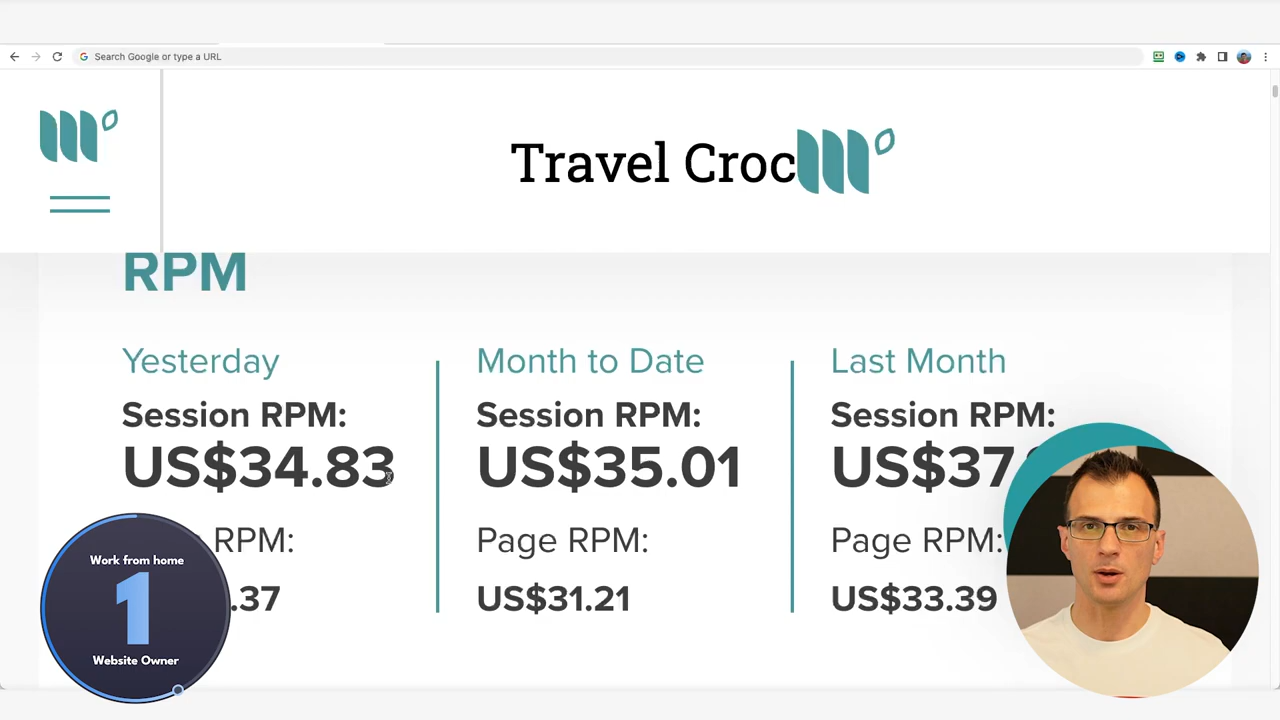 Search Google or type a URL
Travel Croc
RPM
Yesterday
Session RPM:
US$34.83
RPM:
.37
Month to Date
Session RPM:
US$35.01
Page RPM:
US$31.21
Last Month
Session RPM:
US$37.
Page RPM:
US$33.39
Work from home
1
Website Owner